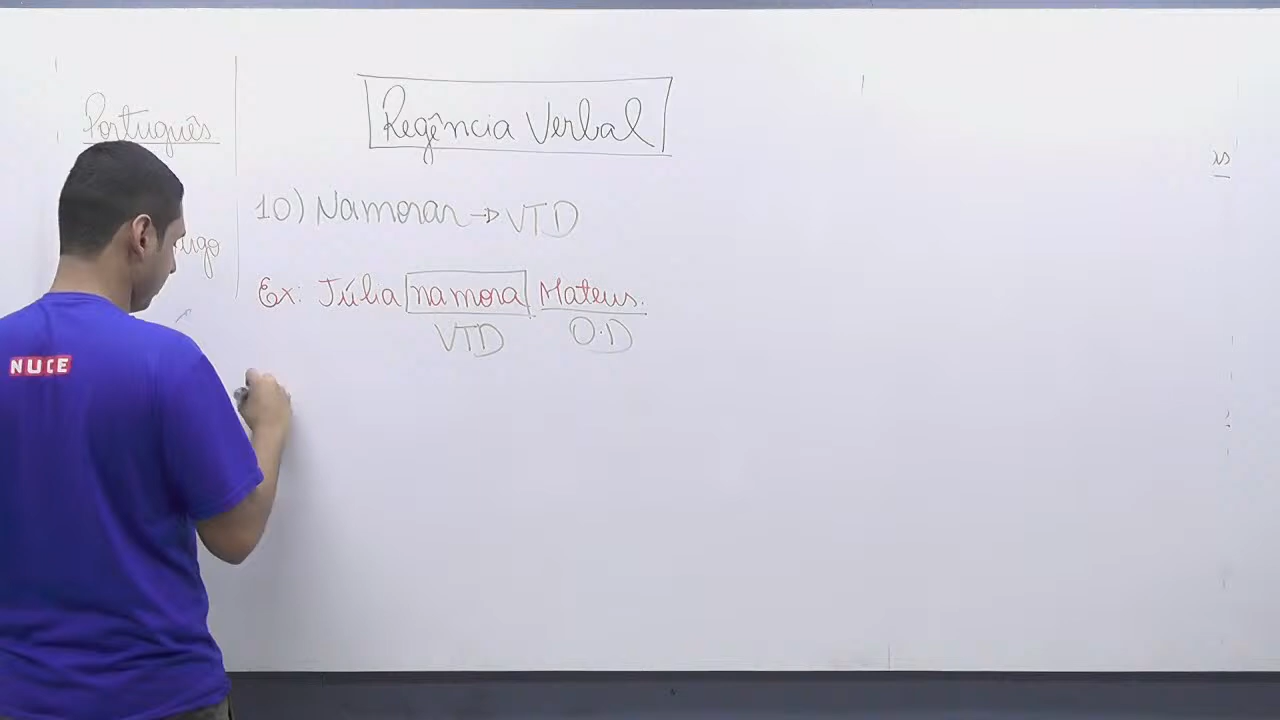 Português
Regência Verbal
10) Namorar → VTD
Ex: Júlia namora Mateus.
VTD O.D
NUCE